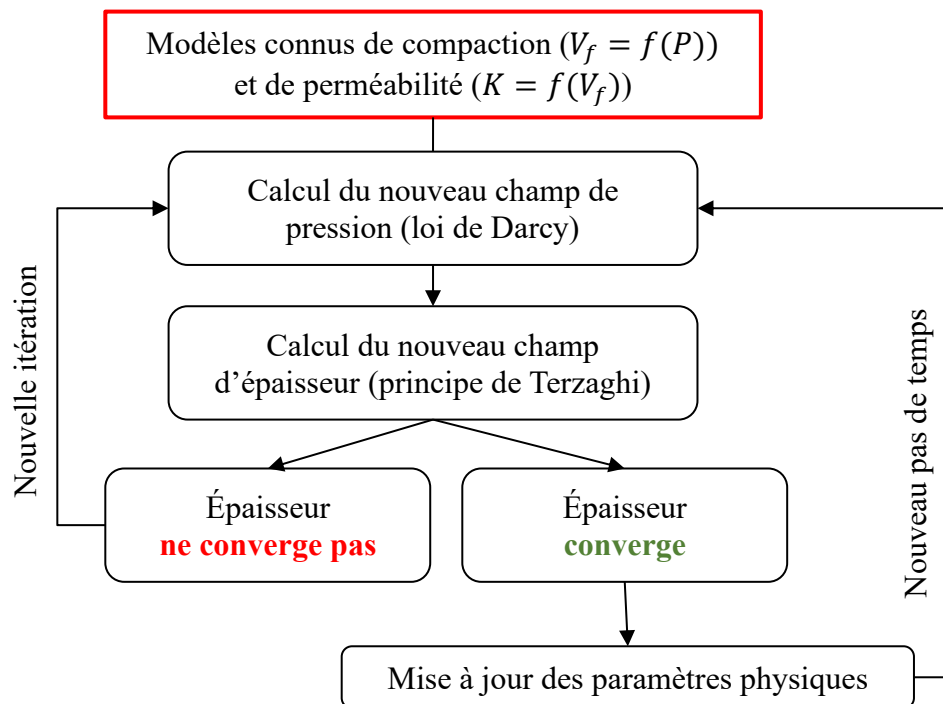 Modèles connus de compaction (V_f = f(P))
et de perméabilité (K = f(V_f))
Calcul du nouveau champ de
pression (loi de Darcy)
Calcul du nouveau champ
d’épaisseur (principe de Terzaghi)
Nouvelle itération
Épaisseur
ne converge pas
Épaisseur
converge
Nouveau pas de temps
Mise à jour des paramètres physiques